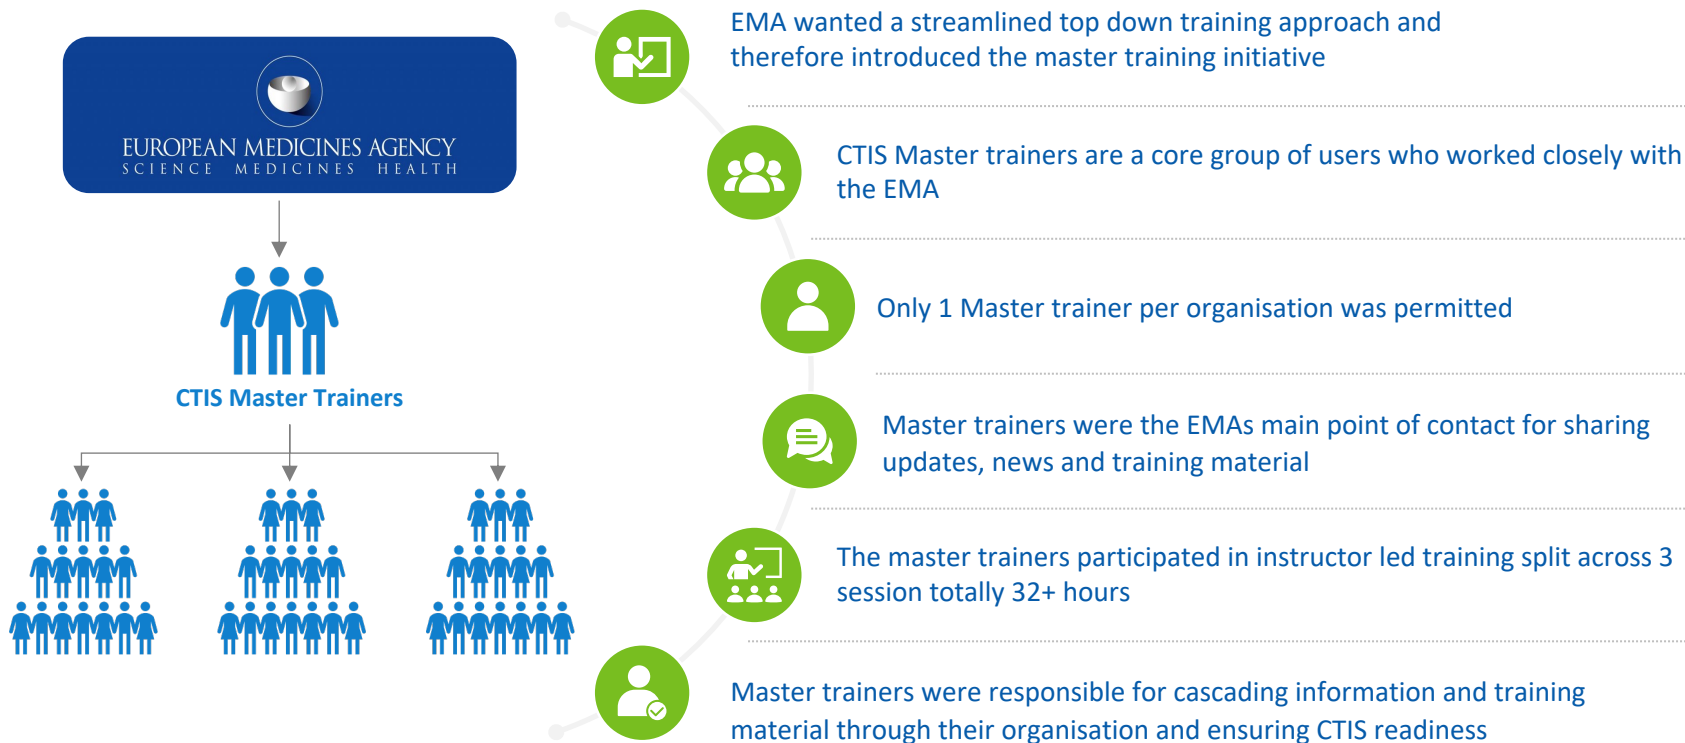 EUROPEAN MEDICINES AGENCY
SCIENCE MEDICINES HEALTH
CTIS Master Trainers
EMA wanted a streamlined top down training approach and
therefore introduced the master training initiative
CTIS Master trainers are a core group of users who worked closely with
the EMA
Only 1 Master trainer per organisation was permitted
Master trainers were the EMAs main point of contact for sharing
updates, news and training material
The master trainers participated in instructor led training split across 3
session totally 32+ hours
Master trainers were responsible for cascading information and training
material through their organisation and ensuring CTIS readiness